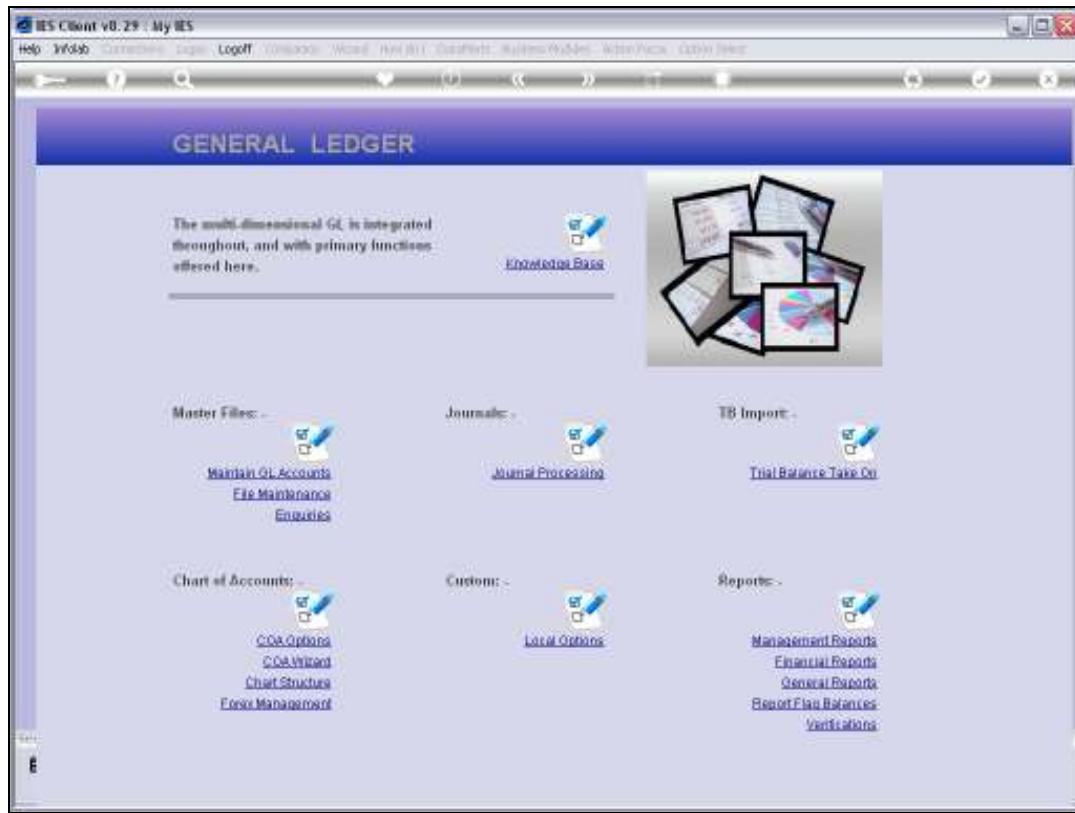 IES Client v8.29 : My IES
Help Infolab Logoff
GENERAL LEDGER
The multi-dimensional GL is integrated
throughout, and with primary functions
offered here.
Knowledge Base
Master Files: -
Journals: -
TB Import: -
Maintain GL Accounts
File Maintenance
Enquiries
Journal Processing
Trial Balance Take On
Chart of Accounts: -
Custom: -
Reports: -
COA Options
COA Wizard
Chart Structure
Forex Management
Local Options
Management Reports
Financial Reports
General Reports
Report Flag Balances
Verifications